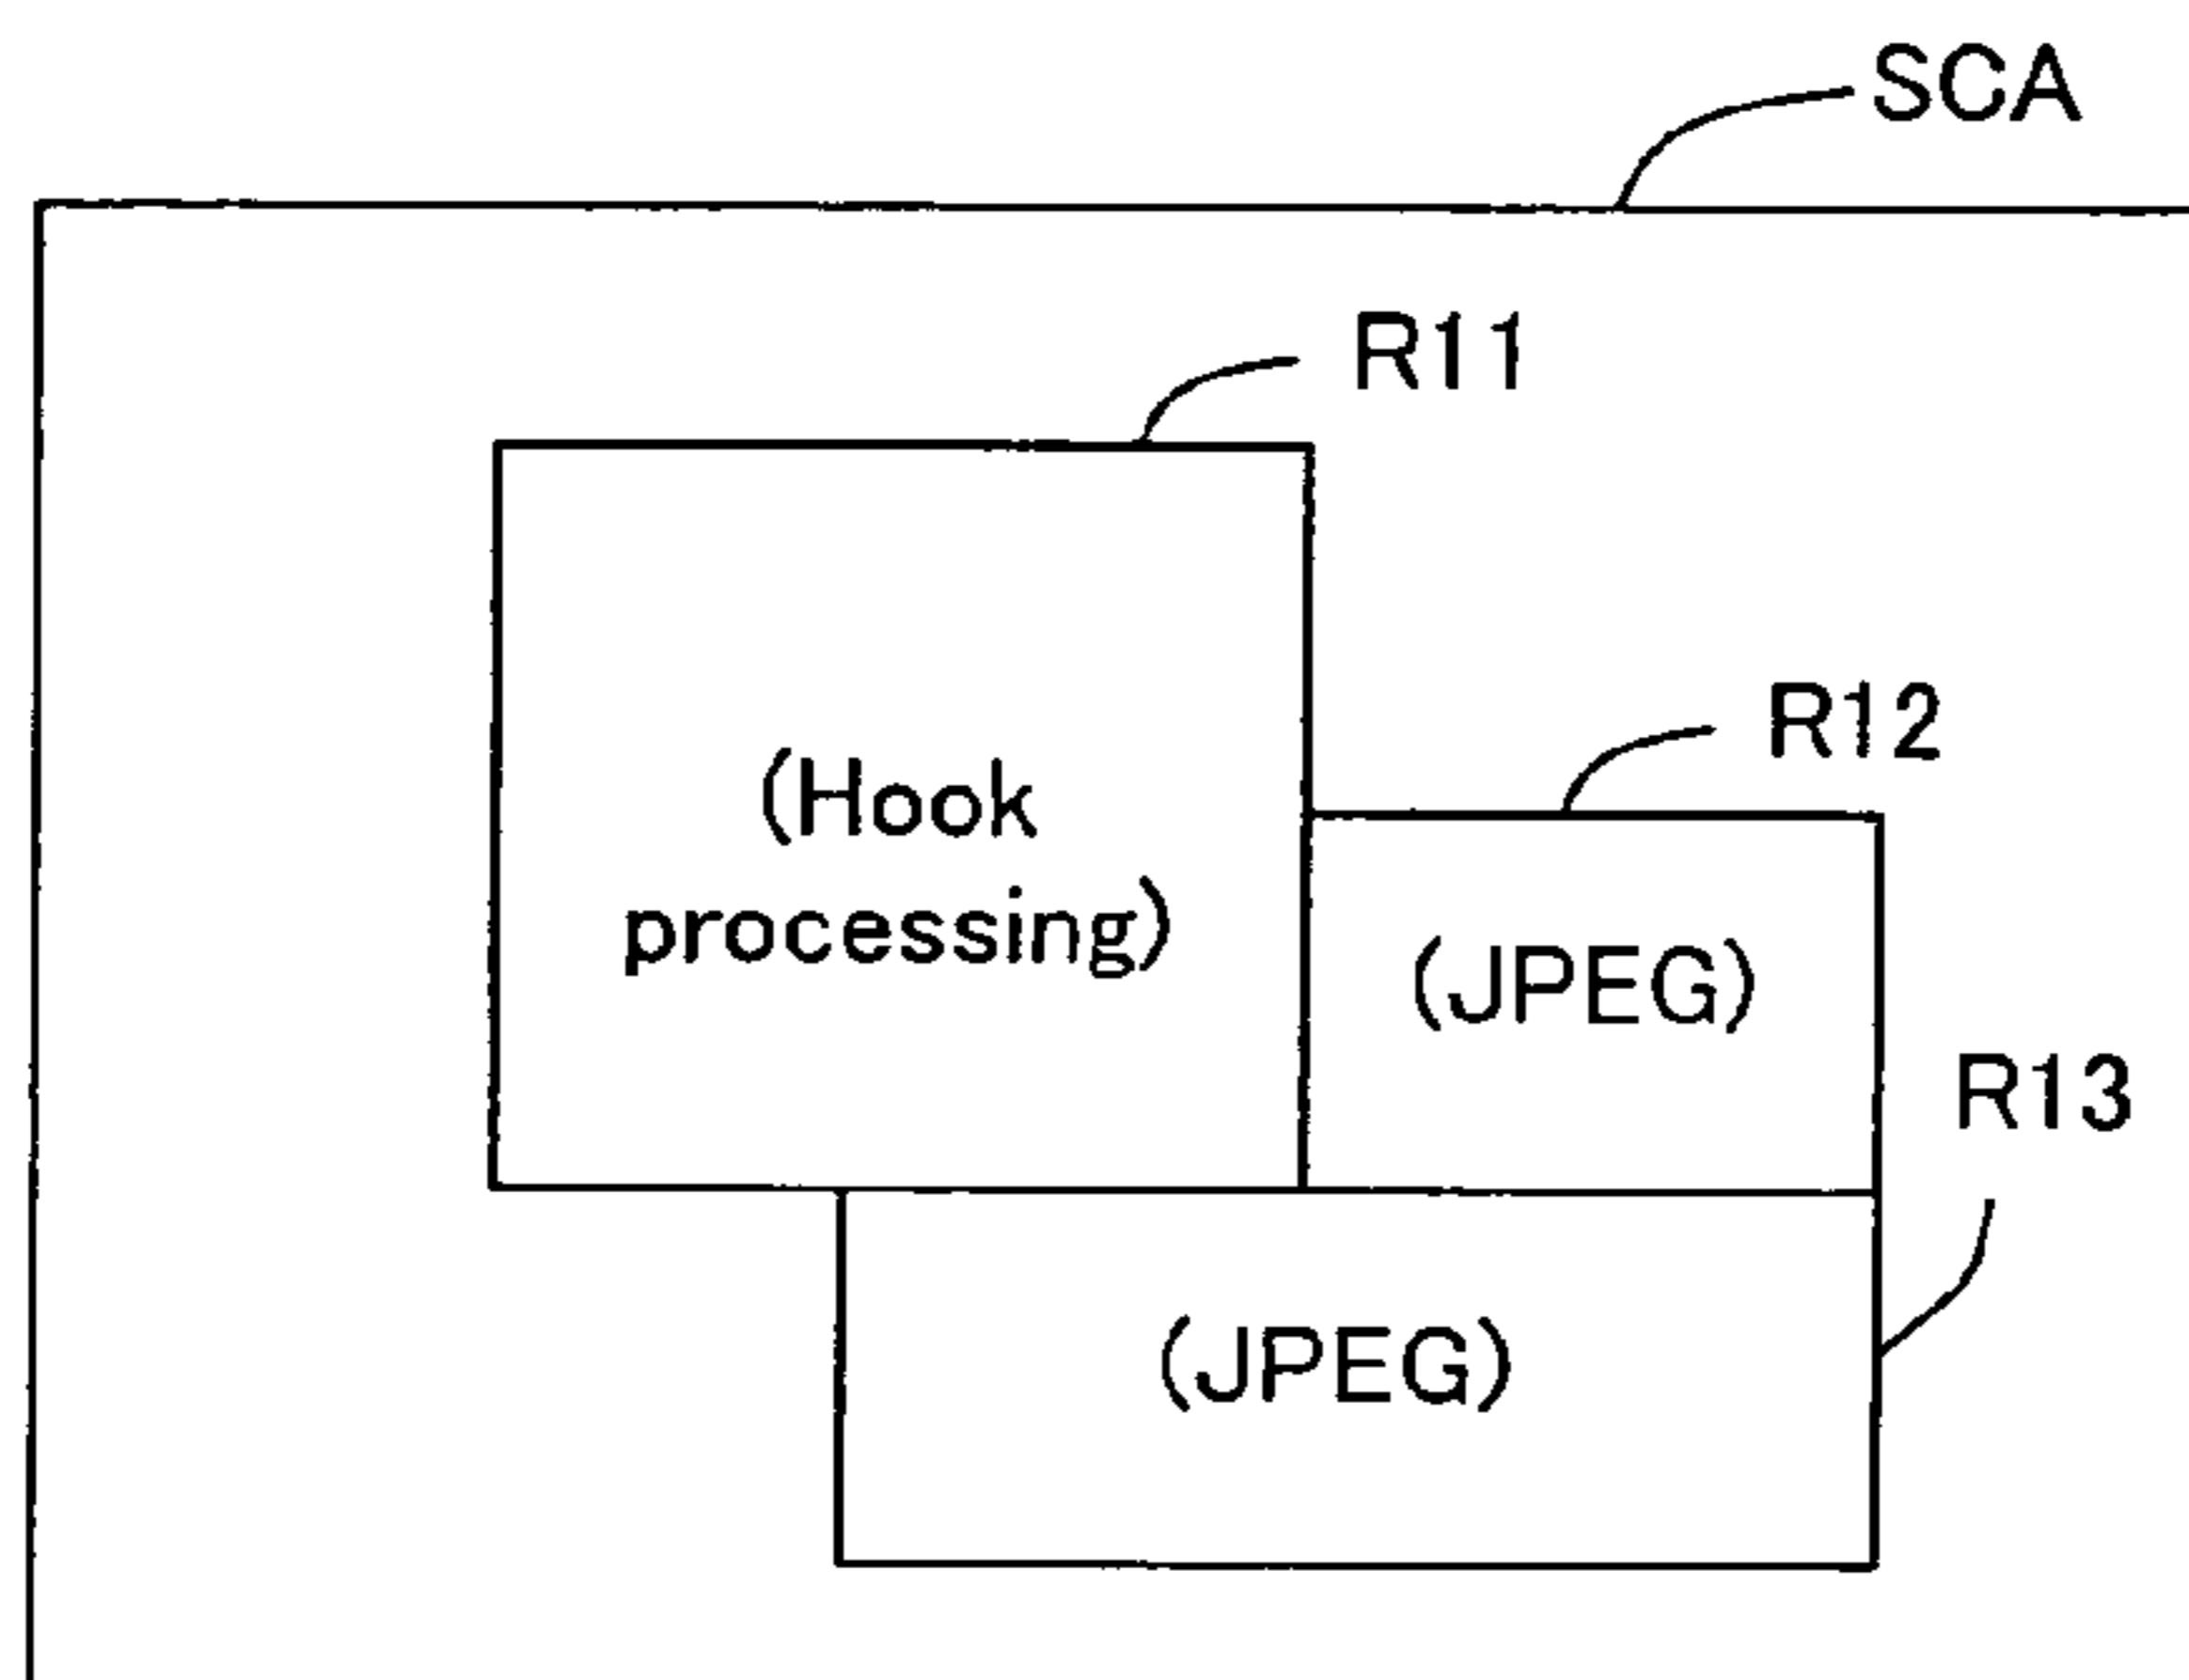 SCA
R11
R12
(Hook
processing)
(JPEG)
R13
(JPEG)